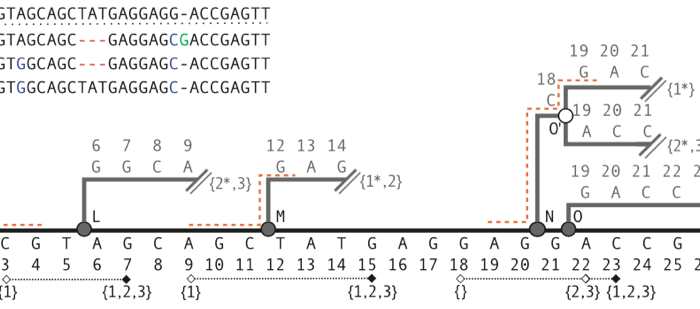 GTAGCAGCTATGAGGAGG-ACCGAGTT
GTAGCAGC---GAGGAGCGACCGAGTT
GTGGCAGC---GAGGAGC-ACCGAGTT
GTGGCAGCTATGAGGAGC-ACCGAGTT
19 20 21
G A C
{1*}
18
C
O'
19 20 21
A C C
{2*,3
6 7 8 9
G G C A
{2*,3}
12 13 14
G A G
{1*,2}
19 20 21 22 2
G A C C
L M N O
C G T A G C A G C T A T G A G G A G G A C C G
3 4 5 6 7 8 9 10 11 12 13 14 15 16 17 18 19 20 21 22 23 24 25
{1} {1,2,3} {1} {1,2,3} {} {2,3} {1,2,3}